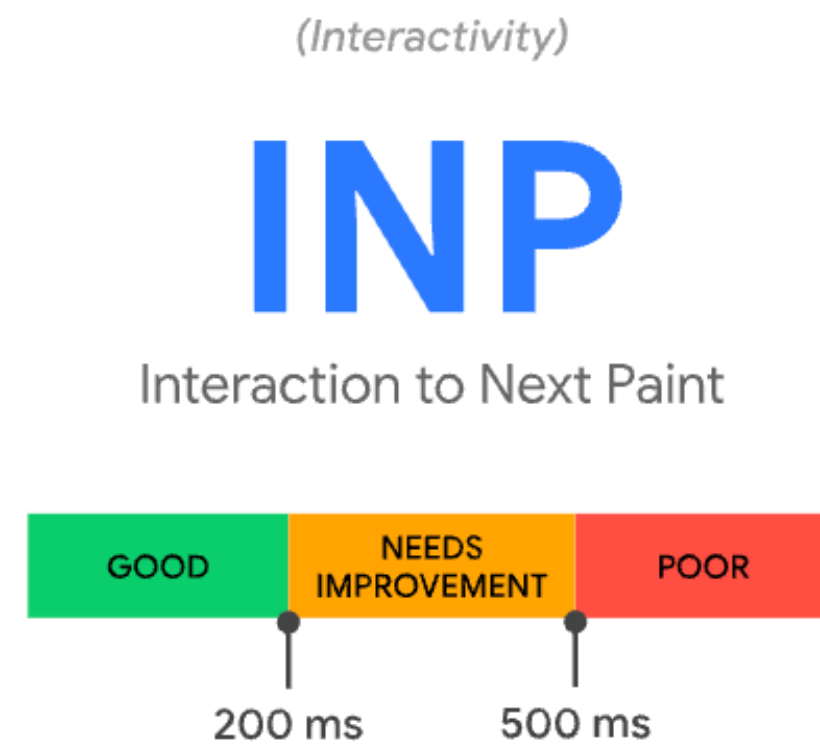 (Interactivity)
INP
Interaction to Next Paint
GOOD
NEEDS
IMPROVEMENT
POOR
200 ms
500 ms